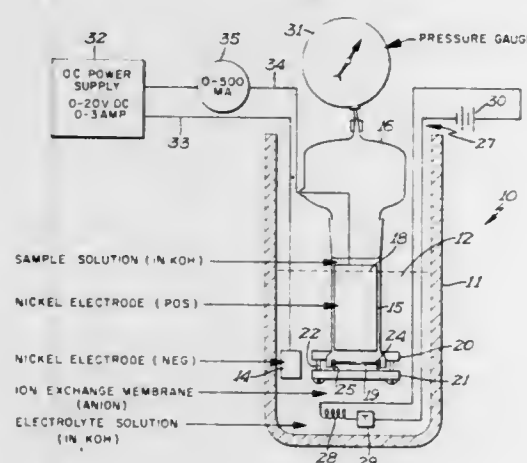 32
35
31
PRESSURE GAUGE
DC POWER
SUPPLY
0-20V DC
0-3 AMP
0-500
MA
34
33
16
30
27
10
12
11
18
SAMPLE SOLUTION (IN KOH)
NICKEL ELECTRODE (POS)
15
24
20
22
NICKEL ELECTRODE (NEG)
14
25
19
21
ION EXCHANGE MEMBRANE
(ANION)
ELECTROLYTE SOLUTION
(IN KOH)
T
28
29